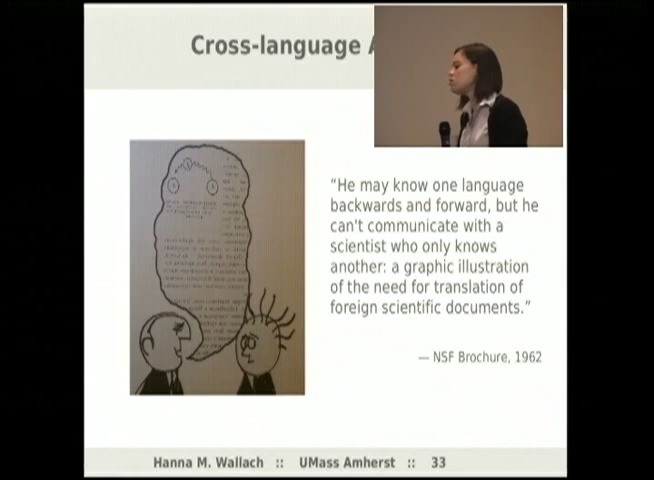 Cross-language
“He may know one language
backwards and forward, but he
can't communicate with a
scientist who only knows
another: a graphic illustration
of the need for translation of
foreign scientific documents.”
— NSF Brochure, 1962
Hanna M. Wallach :: UMass Amherst :: 33